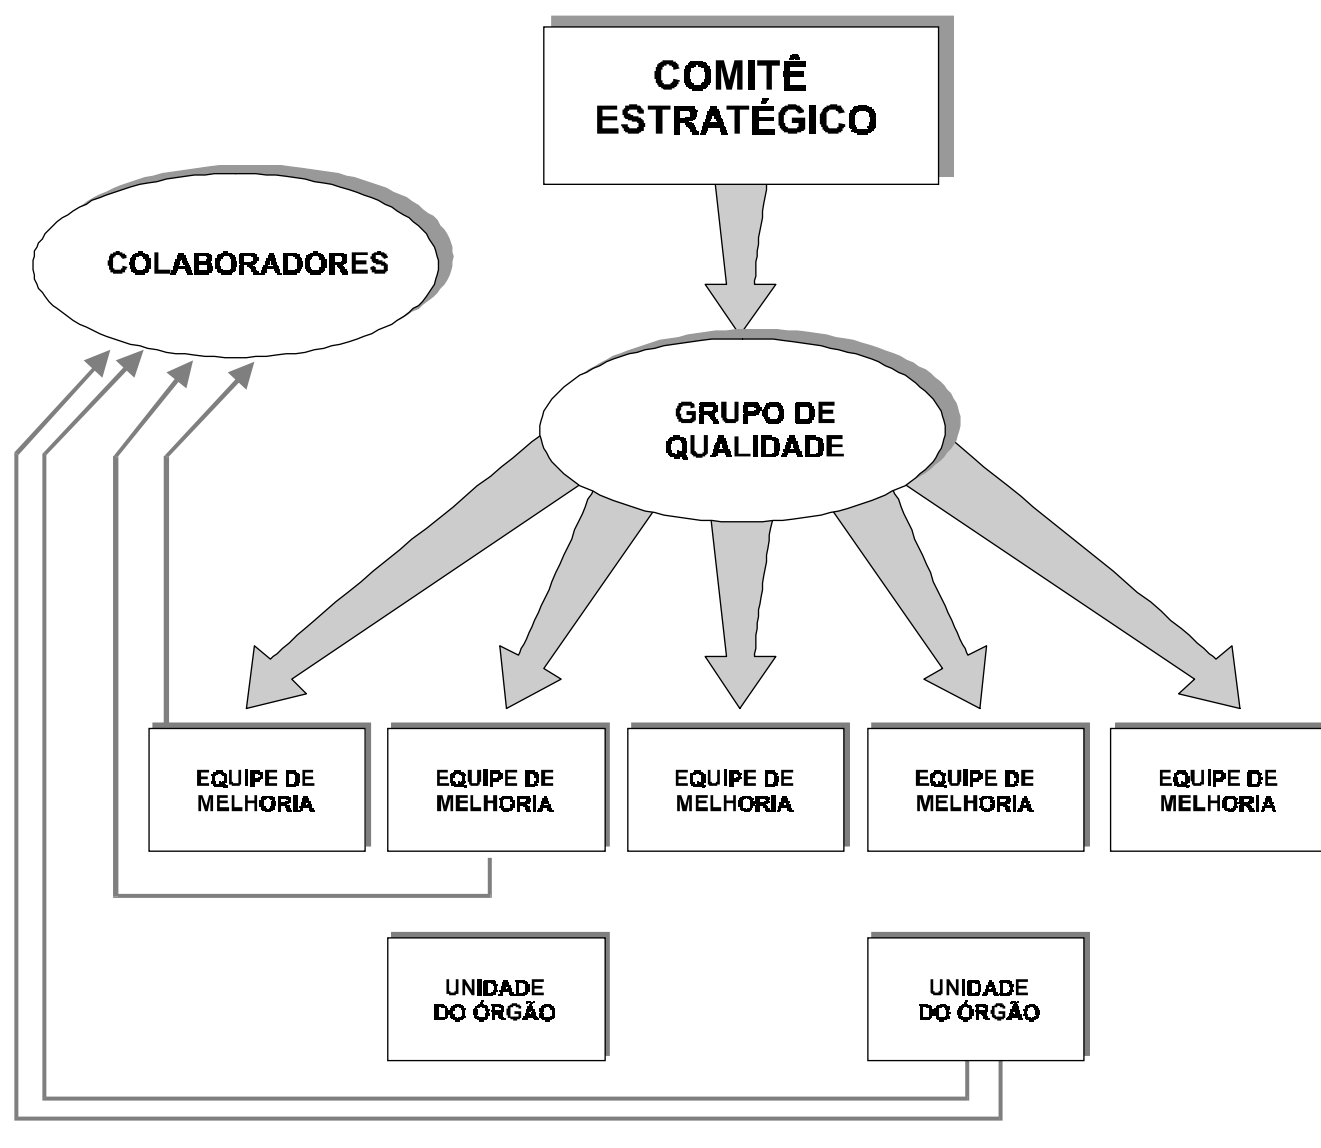 COMITÊ
ESTRATÉGICO
COLABORADORES
GRUPO DE
QUALIDADE
EQUIPE DE
MELHORIA
EQUIPE DE
MELHORIA
EQUIPE DE
MELHORIA
EQUIPE DE
MELHORIA
EQUIPE DE
MELHORIA
UNIDADE
DO ÓRGÃO
UNIDADE
DO ÓRGÃO